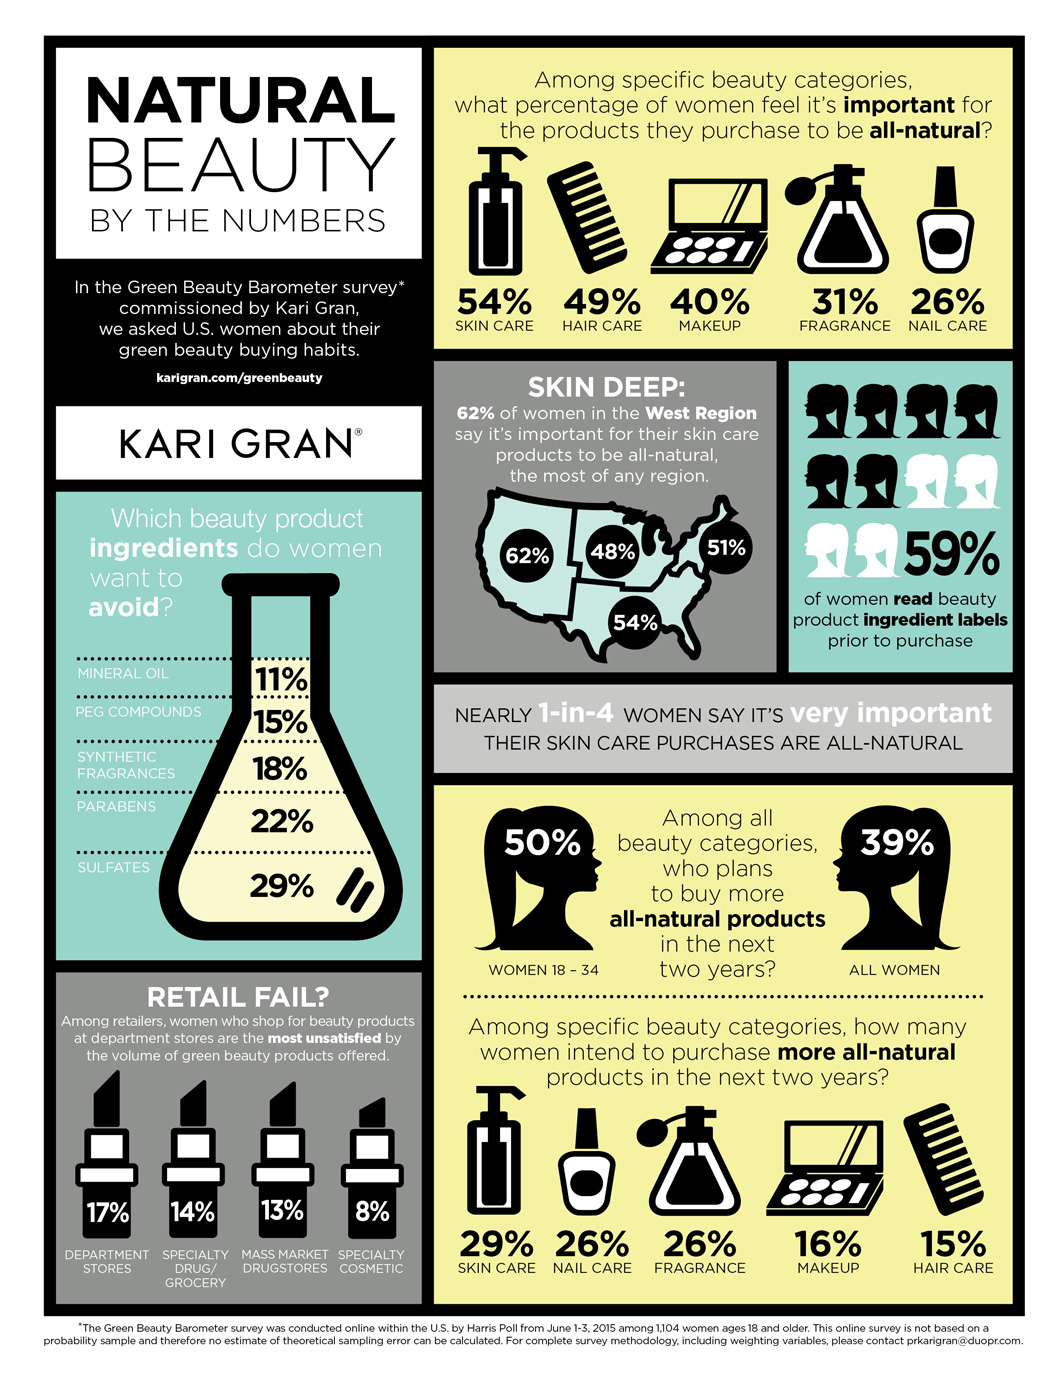 NATURAL
BEAUTY
BY THE NUMBERS
In the Green Beauty Barometer survey*
commissioned by Kari Gran,
we asked U.S. women about their
green beauty buying habits.
karigran.com/greenbeauty
KARI GRAN®
Which beauty product
ingredients do women
want to
avoid?
MINERAL OIL
11%
PEG COMPOUNDS
15%
SYNTHETIC
FRAGRANCES
18%
PARABENS
22%
SULFATES
29%
RETAIL FAIL?
Among retailers, women who shop for beauty products
at department stores are the most unsatisfied by
the volume of green beauty products offered.
17% 14% 13% 8%
DEPARTMENT SPECIALTY MASS MARKET SPECIALTY
STORES DRUG/ DRUGSTORES COSMETIC
GROCERY
Among specific beauty categories,
what percentage of women feel it's important for
the products they purchase to be all-natural?
54% 49% 40% 31% 26%
SKIN CARE HAIR CARE MAKEUP FRAGRANCE NAIL CARE
SKIN DEEP:
62% of women in the West Region
say it's important for their skin care
products to be all-natural,
the most of any region.
62% 48% 51%
54%
59%
of women read beauty
product ingredient labels
prior to purchase
NEARLY 1-in-4 WOMEN SAY IT'S very important
THEIR SKIN CARE PURCHASES ARE ALL-NATURAL
50%
WOMEN 18 – 34
Among all
beauty categories,
who plans
to buy more
all-natural products
in the next
two years?
39%
ALL WOMEN
Among specific beauty categories, how many
women intend to purchase more all-natural
products in the next two years?
29% 26% 26% 16% 15%
SKIN CARE NAIL CARE FRAGRANCE MAKEUP HAIR CARE
*The Green Beauty Barometer survey was conducted online within the U.S. by Harris Poll from June 1-3, 2015 among 1,104 women ages 18 and older. This online survey is not based on a
probability sample and therefore no estimate of theoretical sampling error can be calculated. For complete survey methodology, including weighting variables, please contact prkarigran@duopr.com.